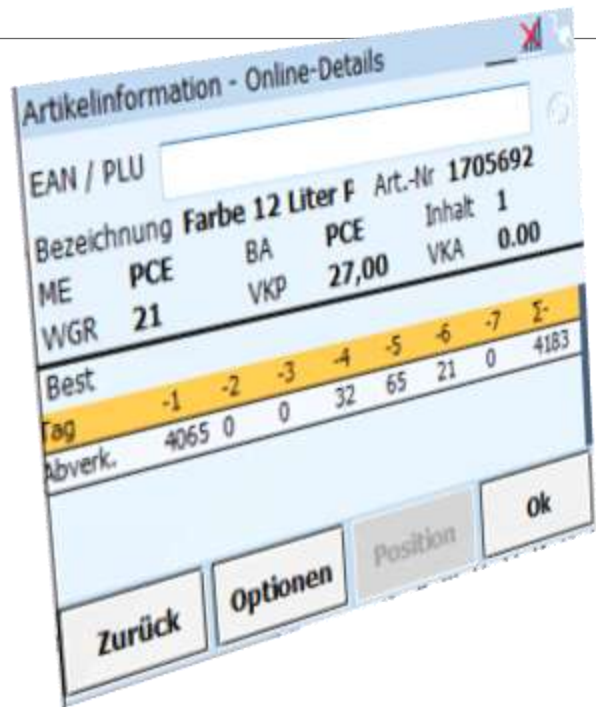 Artikelinformation - Online-Details
EAN / PLU
Bezeichnung Farbe 12 Liter F Art.-Nr 1705692
ME PCE BA PCE Inhalt 1
WGR 21 VKP 27,00 VKA 0.00
Best
Tag -1 -2 -3 -4 -5 -6 -7 Σ-
Abverk. 4065 0 0 32 65 21 0 4183
Zurück Optionen Position Ok